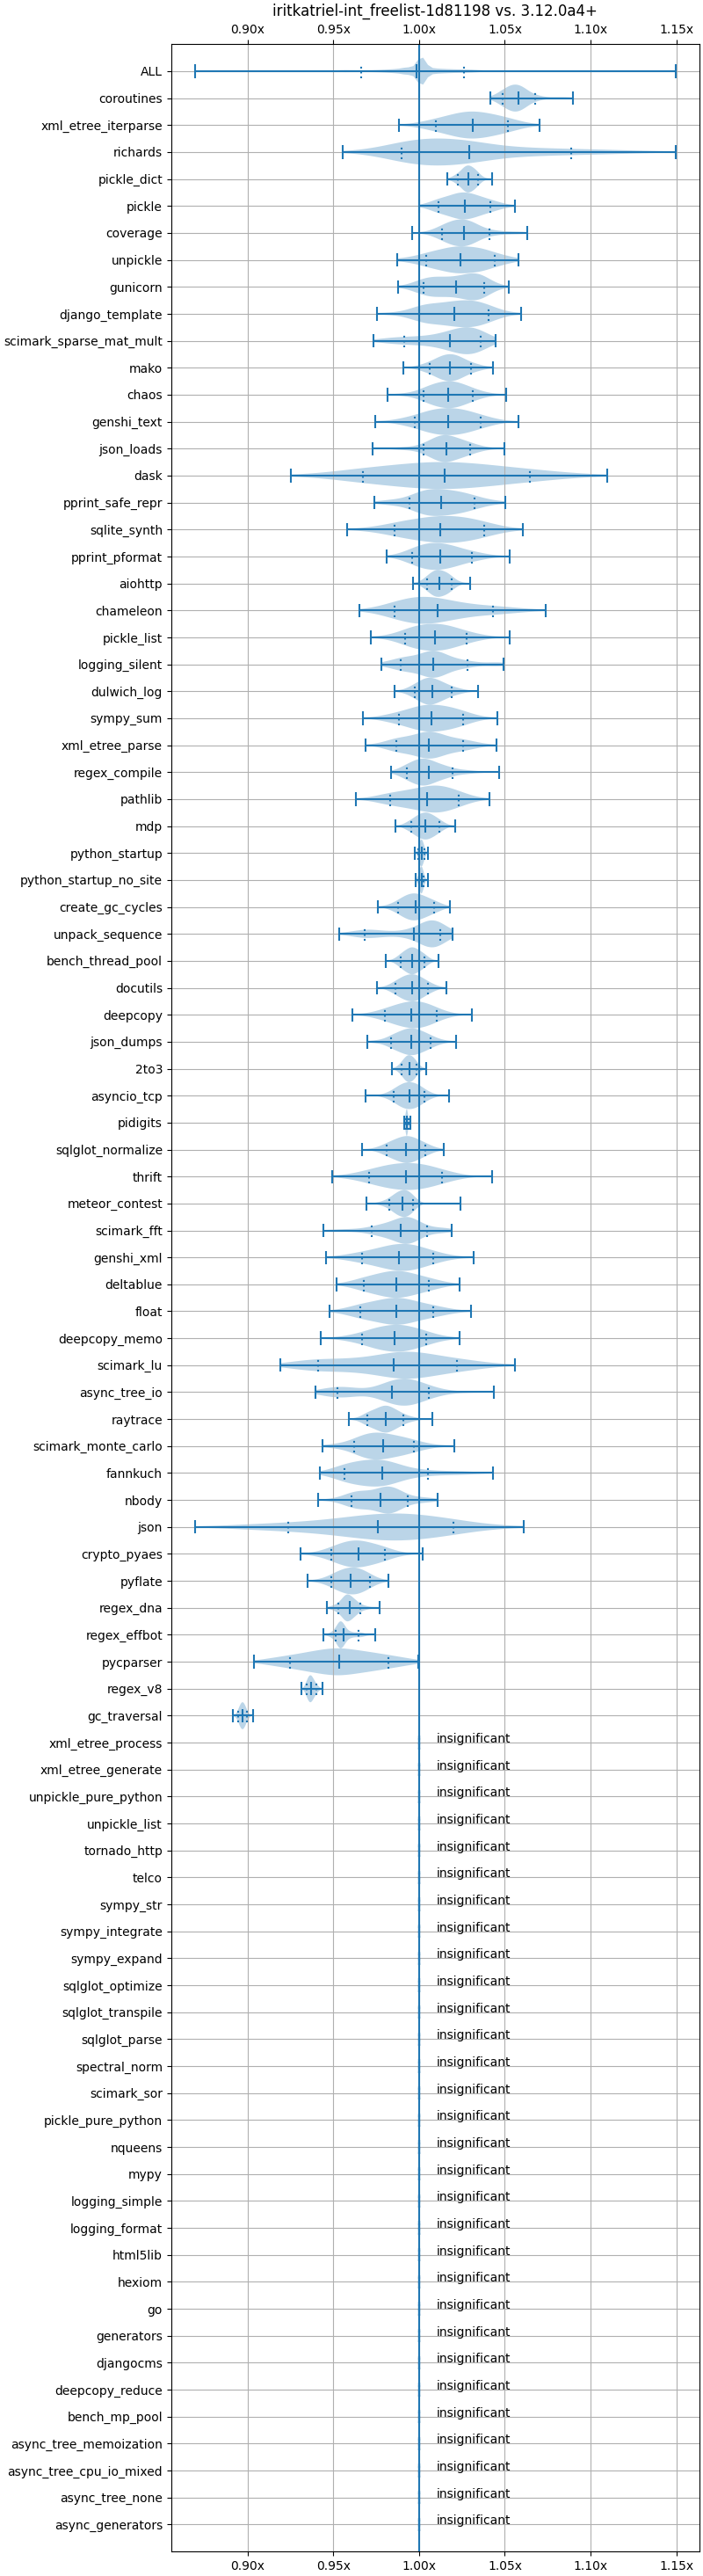 iritkatriel-int_freelist-1d81198 vs. 3.12.0a4+
0.90x 0.95x 1.00x 1.05x 1.10x 1.15x
ALL
coroutines
xml_etree_iterparse
richards
pickle_dict
pickle
coverage
unpickle
gunicorn
django_template
scimark_sparse_mat_mult
mako
chaos
genshi_text
json_loads
dask
pprint_safe_repr
sqlite_synth
pprint_pformat
aiohttp
chameleon
pickle_list
logging_silent
dulwich_log
sympy_sum
xml_etree_parse
regex_compile
pathlib
mdp
python_startup
python_startup_no_site
create_gc_cycles
unpack_sequence
bench_thread_pool
docutils
deepcopy
json_dumps
2to3
asyncio_tcp
pidigits
sqlglot_normalize
thrift
meteor_contest
scimark_fft
genshi_xml
deltablue
float
deepcopy_memo
scimark_lu
async_tree_io
raytrace
scimark_monte_carlo
fannkuch
nbody
json
crypto_pyaes
pyflate
regex_dna
regex_effbot
pycparser
regex_v8
gc_traversal
xml_etree_process insignificant
xml_etree_generate insignificant
unpickle_pure_python insignificant
unpickle_list insignificant
tornado_http insignificant
telco insignificant
sympy_str insignificant
sympy_integrate insignificant
sympy_expand insignificant
sqlglot_optimize insignificant
sqlglot_transpile insignificant
sqlglot_parse insignificant
spectral_norm insignificant
scimark_sor insignificant
pickle_pure_python insignificant
nqueens insignificant
mypy insignificant
logging_simple insignificant
logging_format insignificant
html5lib insignificant
hexiom insignificant
go insignificant
generators insignificant
djangocms insignificant
deepcopy_reduce insignificant
bench_mp_pool insignificant
async_tree_memoization insignificant
async_tree_cpu_io_mixed insignificant
async_tree_none insignificant
async_generators insignificant
0.90x 0.95x 1.00x 1.05x 1.10x 1.15x